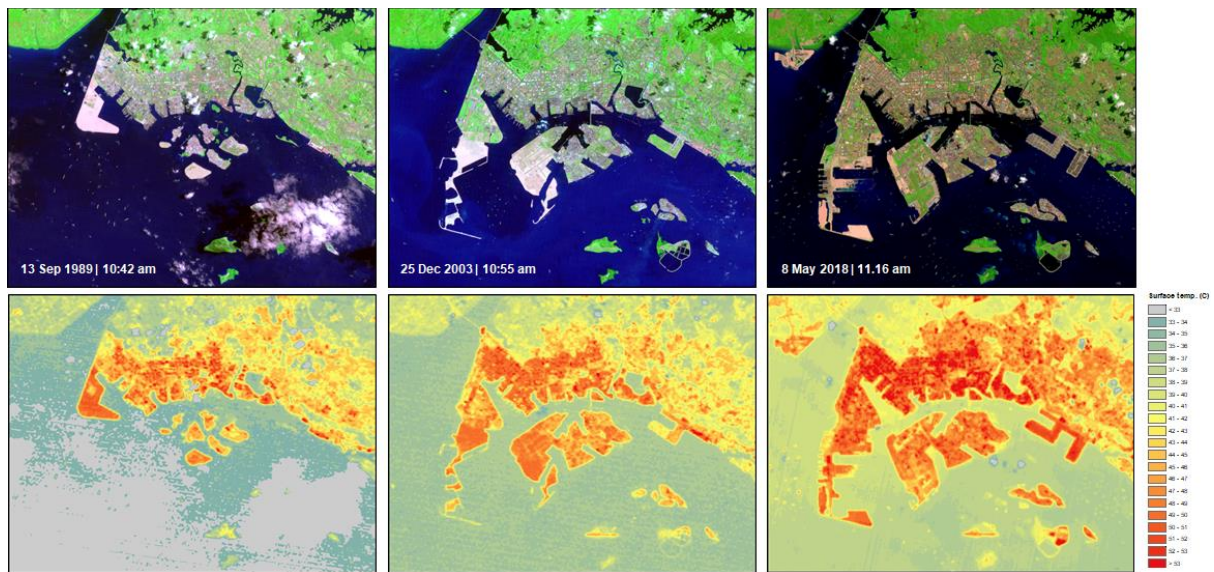 13 Sep 1989 | 10:42 am
25 Dec 2003 | 10:55 am
8 May 2018 | 11.16 am
Surface temp. (C)
< 33
33 - 34
34 - 35
35 - 36
36 - 37
37 - 38
38 - 39
39 - 40
40 - 41
41 - 42
42 - 43
43 - 44
44 - 45
45 - 46
46 - 47
47 - 48
48 - 49
49 - 50
50 - 51
51 - 52
52 - 53
> 53